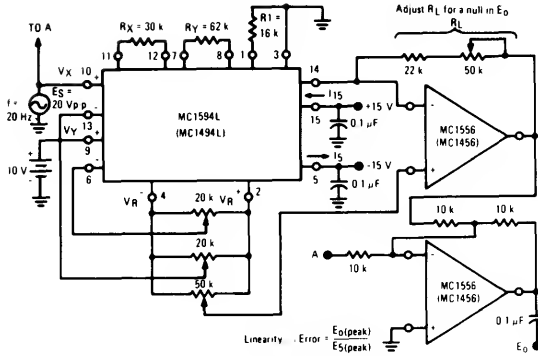 Adjust RL for a null in Eo
RL
TO A
RX = 30 k
RY = 62 k
R1 =
16 k
11
12
7
8
1
3
VX
10
+
14
22 k
50 k
ES =
20 Vp p
f =
20 Hz
-
13
VY
+
9
10 V
+
-
-
6
MC1594L
(MC1494L)
I15
+15 V
15
0.1 µF
I5
-15 V
5
0.1 µF
-
MC1556
(MC1456)
+
VR-
4
VR+
2
20 k
20 k
50 k
10 k
10 k
A
10 k
-
MC1556
(MC1456)
+
0.1 µF
Eo
Linearity Error = Eo(peak)
ES(peak)